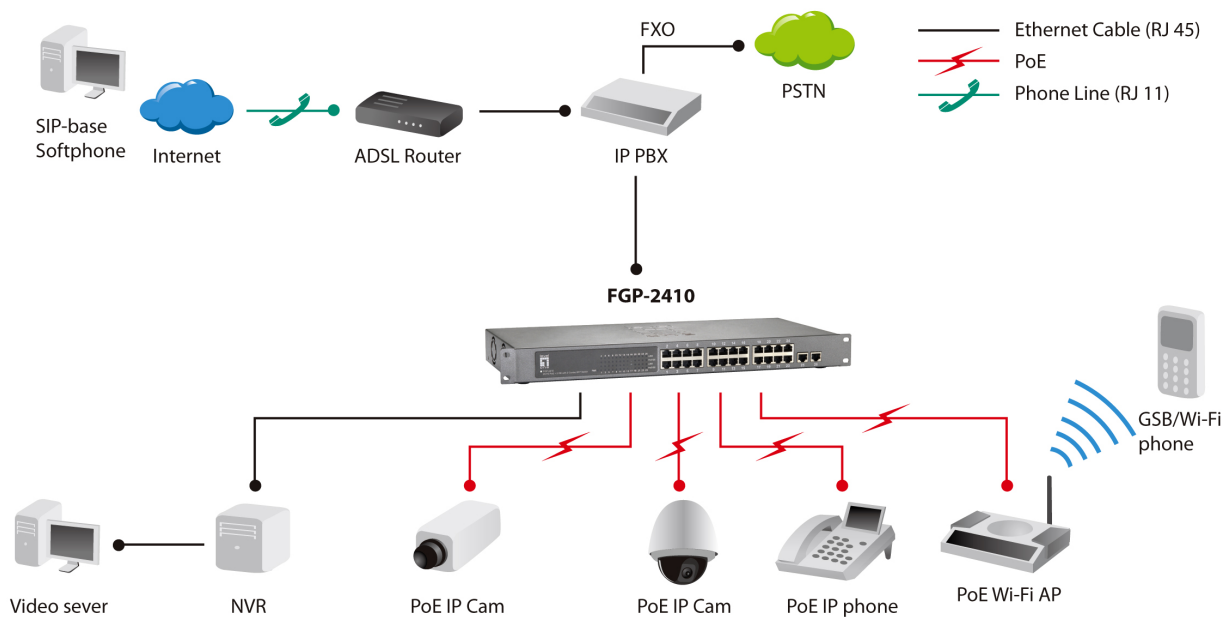 FXO
Ethernet Cable (RJ 45)
PoE
PSTN
Phone Line (RJ 11)
SIP-base
Softphone
Internet
ADSL Router
IP PBX
FGP-2410
GSB/Wi-Fi
phone
Video sever
NVR
PoE IP Cam
PoE IP Cam
PoE IP phone
PoE Wi-Fi AP